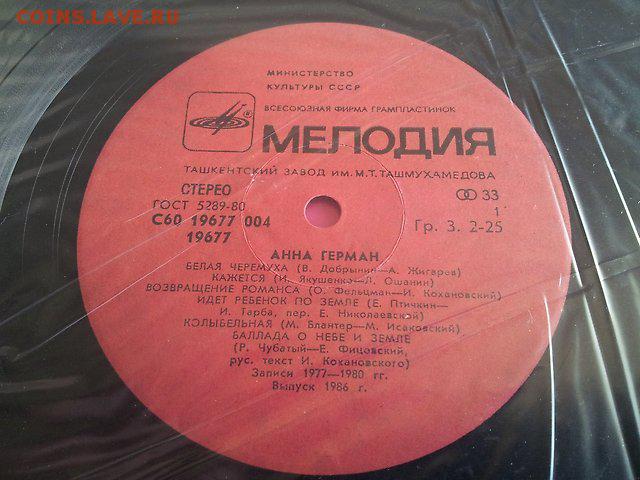 COINS.LAVE.RU
МИНИСТЕРСТВО
КУЛЬТУРЫ СССР
ВСЕСОЮЗНАЯ ФИРМА ГРАМПЛАСТИНОК
® МЕЛОДИЯ
ТАШКЕНТСКИЙ ЗАВОД ИМ. М.Т.ТАШМУХАМЕДОВА
СТЕРЕО 33
ГОСТ 5289-80 1
С60 19677 004 Гр. 3. 2-25
19677
АННА ГЕРМАН
БЕЛАЯ ЧЕРЕМУХА (В. Добрынин—А. Жигарев)
КАЖЕТСЯ (И. Якушенко—Л. Ошанин)
ВОЗВРАЩЕНИЕ РОМАНСА (О. Фельцман—И. Кохановский)
ИДЕТ РЕБЕНОК ПО ЗЕМЛЕ (Е. Птичкин—
И. Тарба, пер. Е. Николаевской)
КОЛЫБЕЛЬНАЯ (М. Блантер—М. Исаковский)
БАЛЛАДА О НЕБЕ И ЗЕМЛЕ
(Р. Чубатый—Е. Фицовский,
рус. текст И. Кохановского)
Записи 1977—1980 гг.
Выпуск 1986 г.